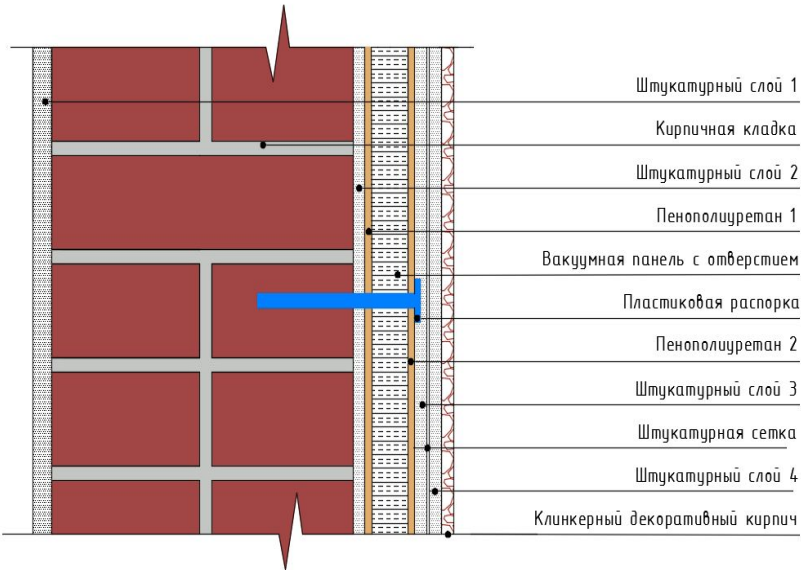 Штукатурный слой 1
Кирпичная кладка
Штукатурный слой 2
Пенополиуретан 1
Вакуумная панель с отверстием
Пластиковая распорка
Пенополиуретан 2
Штукатурный слой 3
Штукатурная сетка
Штукатурный слой 4
Клинкерный декоративный кирпич